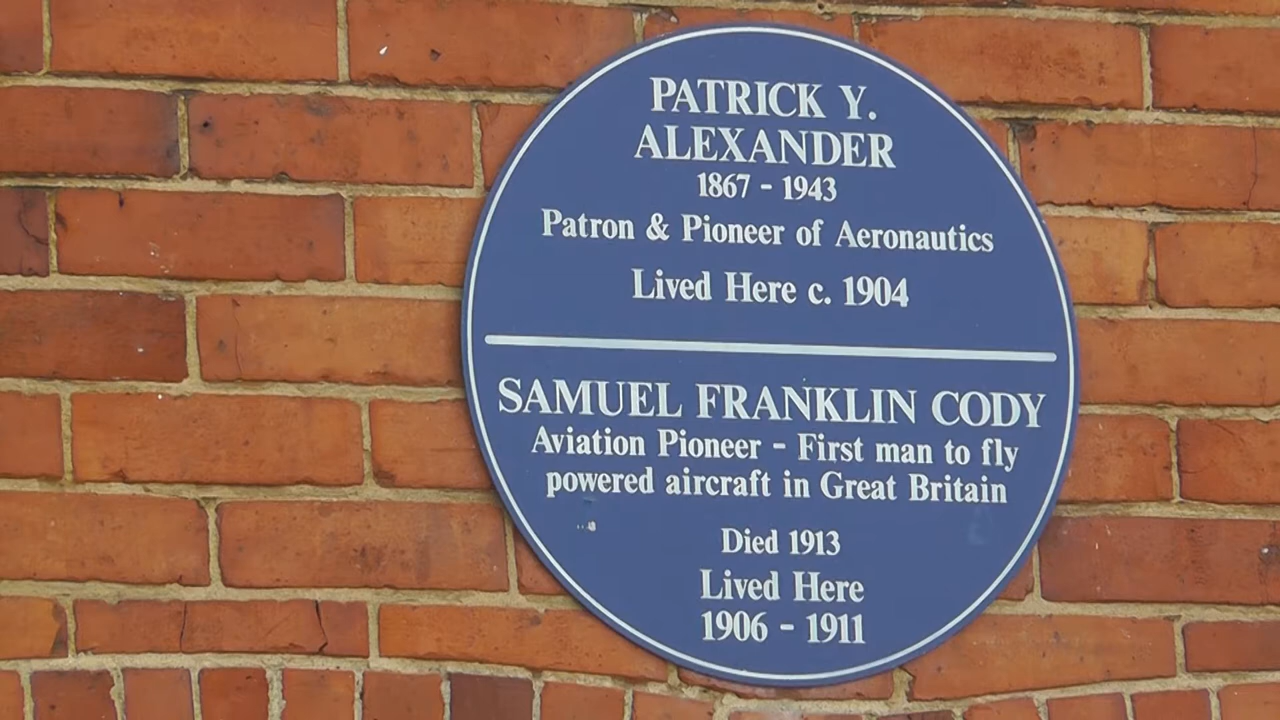 PATRICK Y.
ALEXANDER
1867 - 1943
Patron & Pioneer of Aeronautics
Lived Here c. 1904
SAMUEL FRANKLIN CODY
Aviation Pioneer - First man to fly
powered aircraft in Great Britain
Died 1913
Lived Here
1906 - 1911